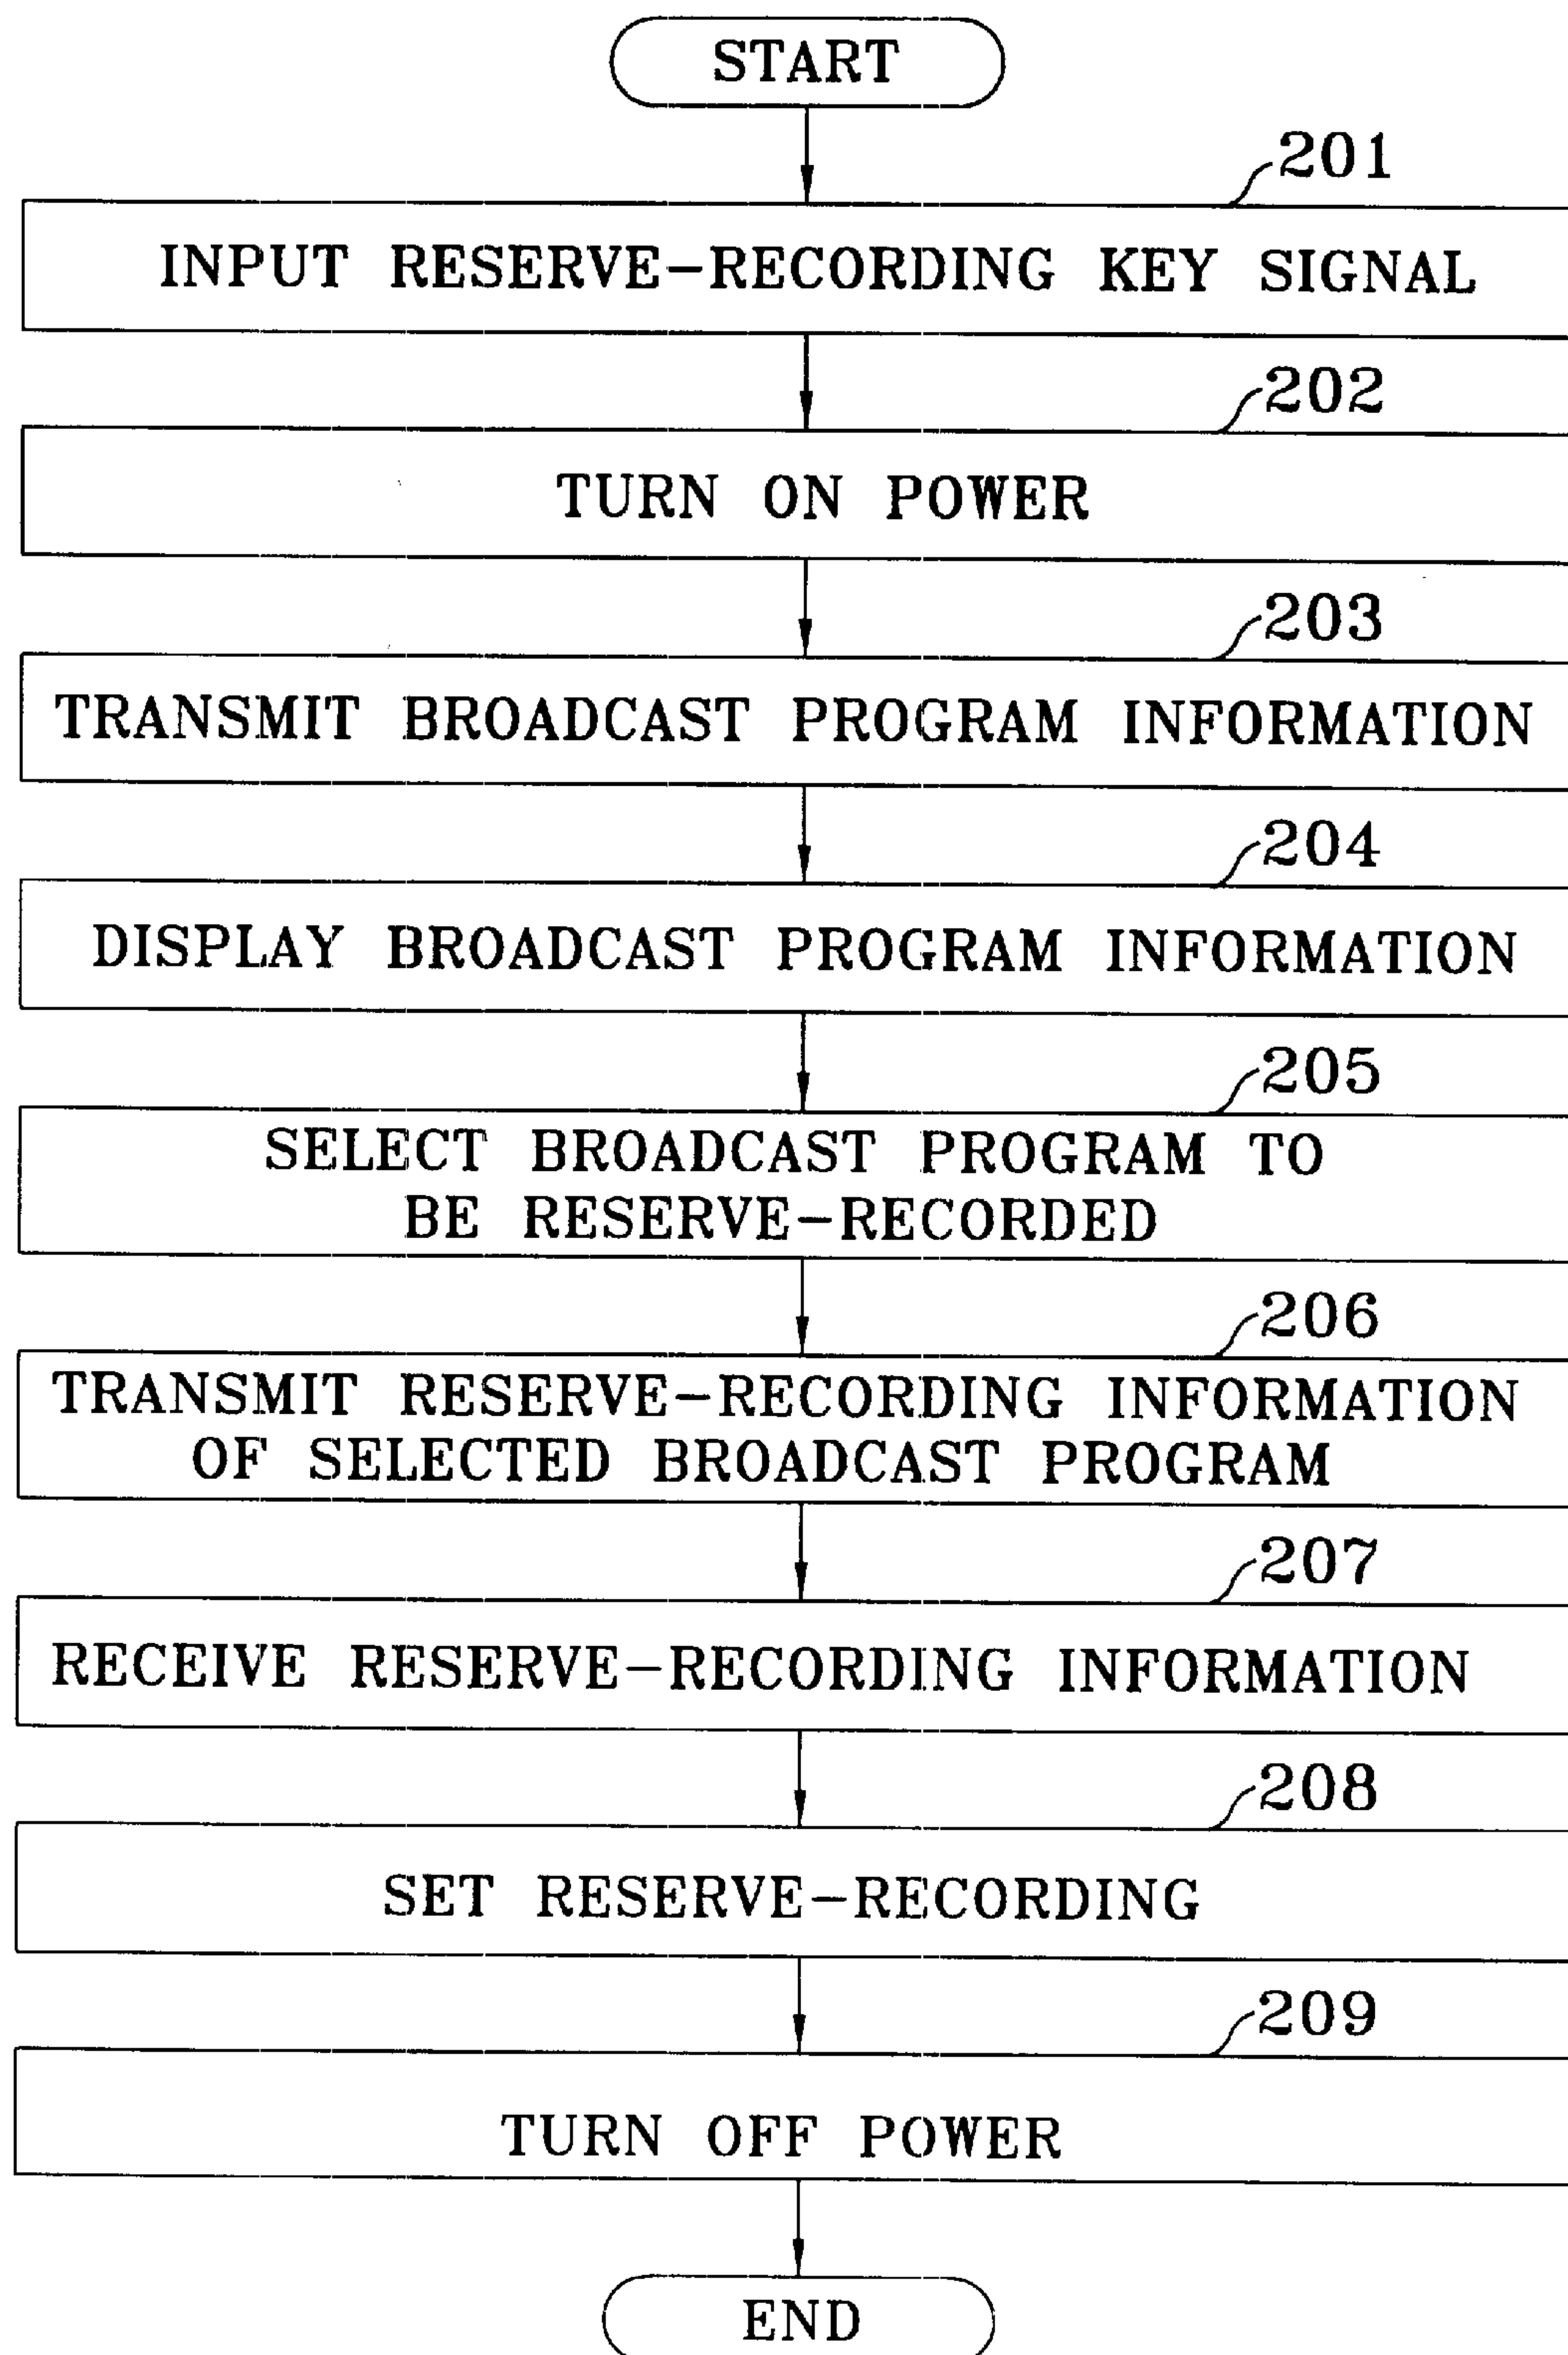 START
201
INPUT RESERVE-RECORDING KEY SIGNAL
202
TURN ON POWER
203
TRANSMIT BROADCAST PROGRAM INFORMATION
204
DISPLAY BROADCAST PROGRAM INFORMATION
205
SELECT BROADCAST PROGRAM TO
BE RESERVE-RECORDED
206
TRANSMIT RESERVE-RECORDING INFORMATION
OF SELECTED BROADCAST PROGRAM
207
RECEIVE RESERVE-RECORDING INFORMATION
208
SET RESERVE-RECORDING
209
TURN OFF POWER
END